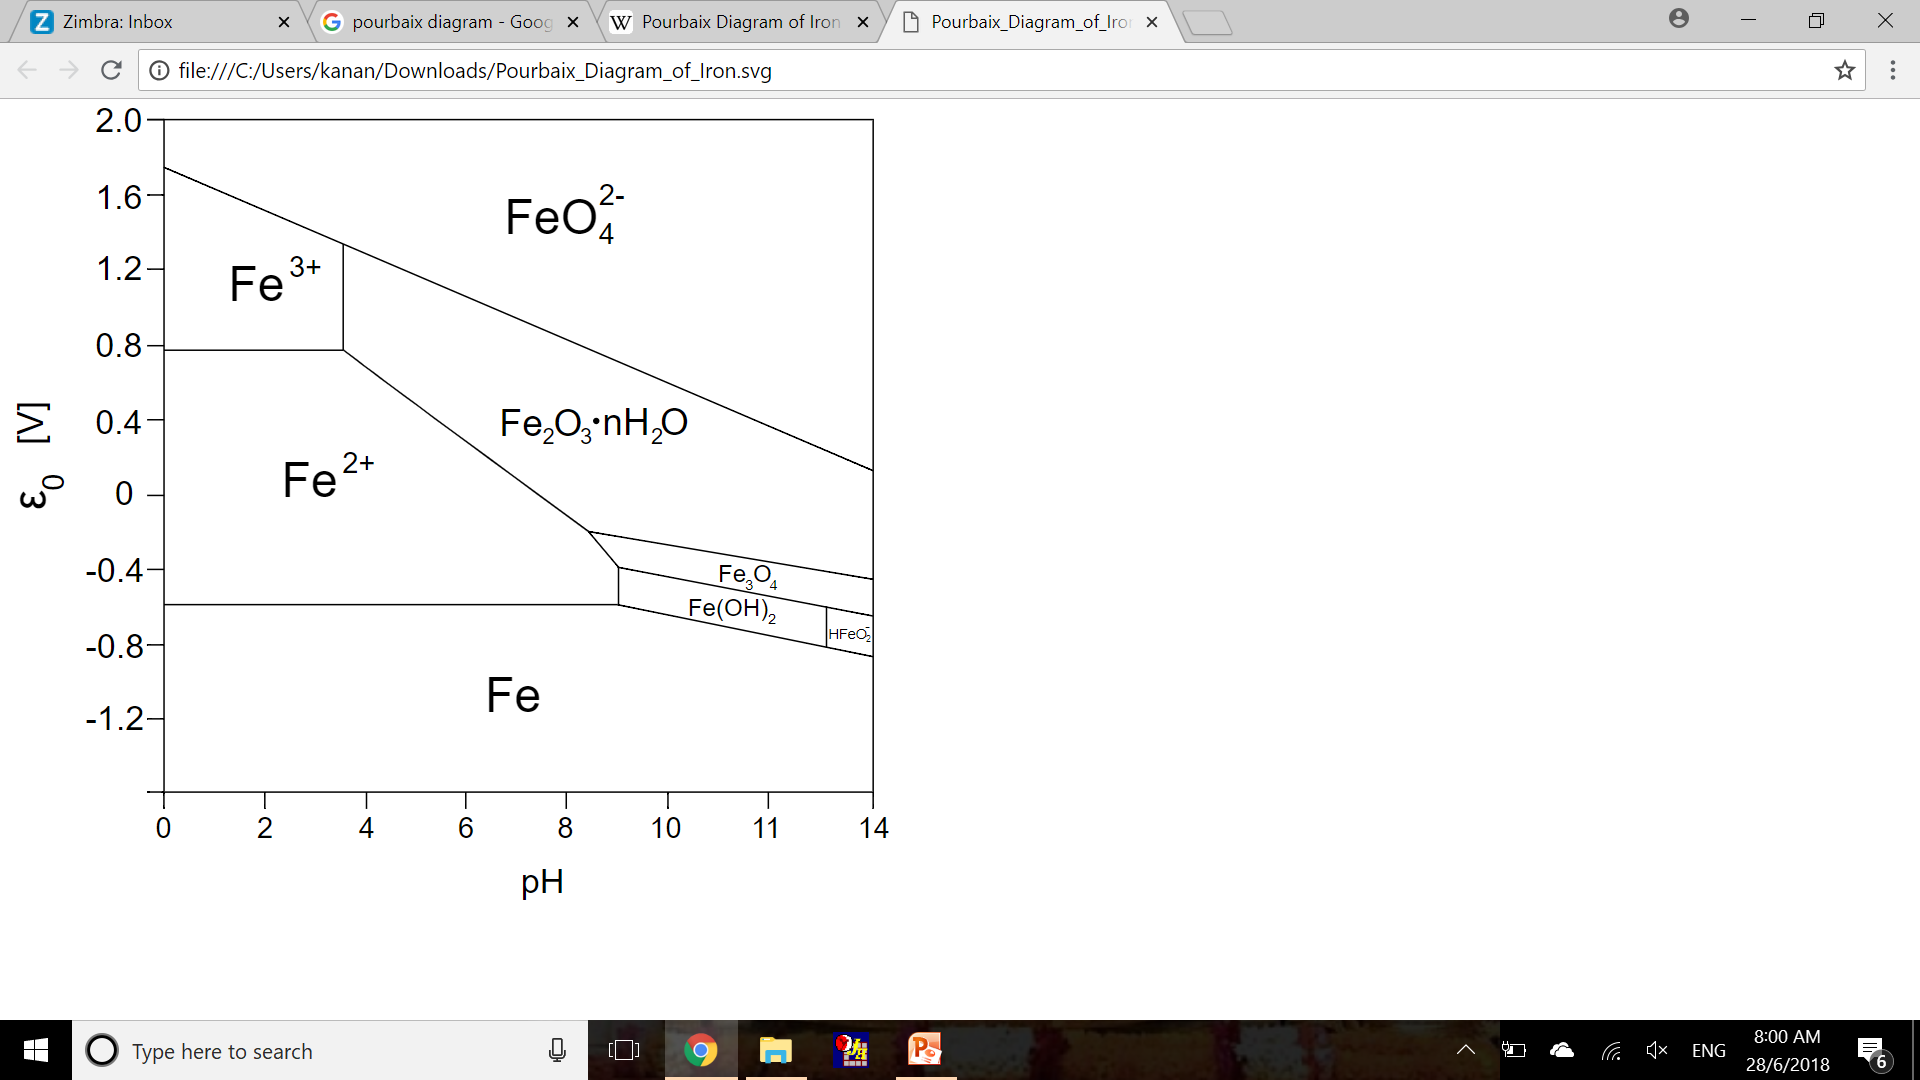 Zimbra: Inbox
pourbaix diagram - Goog
Pourbaix Diagram of Iron
Pourbaix_Diagram_of_Iron
file:///C:/Users/kanan/Downloads/Pourbaix_Diagram_of_Iron.svg
2.0
1.6
1.2
0.8
0.4
0
-0.4
-0.8
-1.2
ε₀ [V]
FeO₄²⁻
Fe³⁺
Fe₂O₃·nH₂O
Fe²⁺
Fe₃O₄
Fe(OH)₂
HFeO₂⁻
Fe
0 2 4 6 8 10 11 14
pH
Type here to search
ENG
8:00 AM
28/6/2018
6